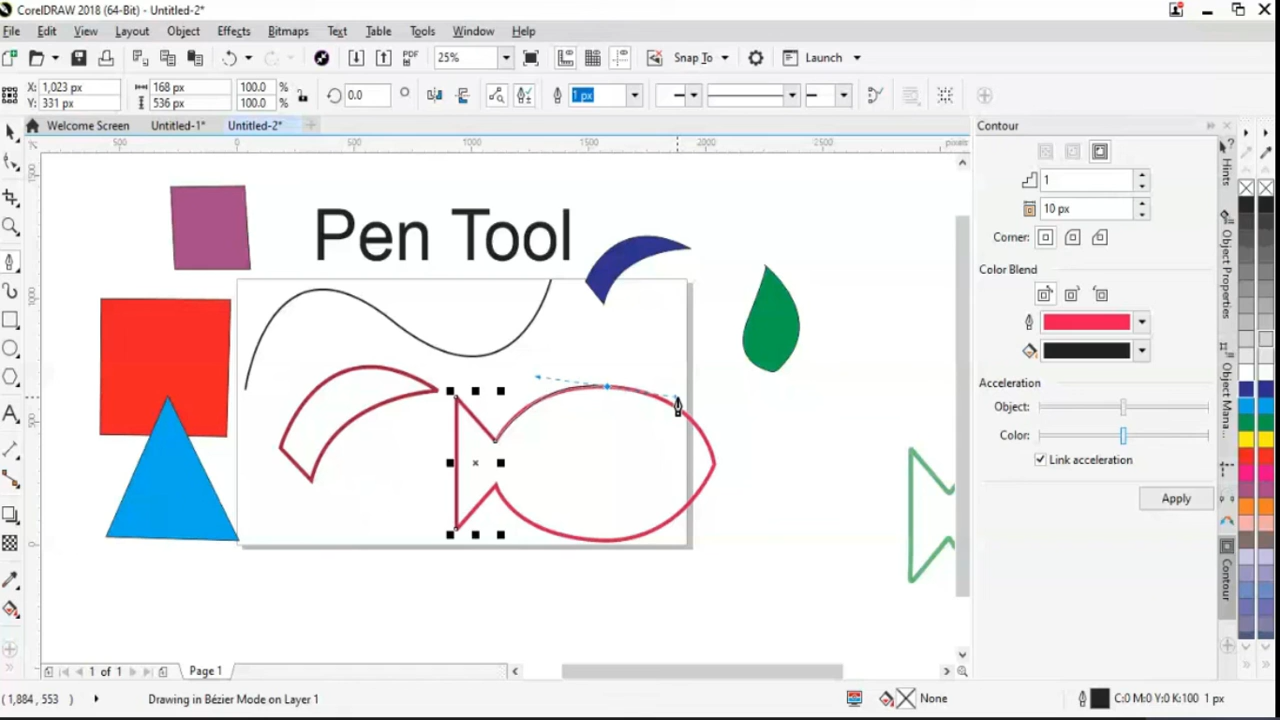 CorelDRAW 2018 (64-Bit) - Untitled-2*
File Edit View Layout Object Effects Bitmaps Text Table Tools Window Help
PDF 25% Snap To Launch
X: 1,023 px 168 px 100.0 %
Y: 331 px 536 px 100.0 %
0.0 1 px
Welcome Screen Untitled-1* Untitled-2*
500 0 500 1000 1500 2000 2500 pixels
1500
1000
500
0
Pen Tool
Contour
1
10 px
Corner:
Color Blend
Acceleration
Object:
Color:
Link acceleration
Apply
Hints
Object Properties
Object Mana...
Contour
1 of 1 Page 1
( 1,884 , 553 ) Drawing in Bézier Mode on Layer 1 None C:0 M:0 Y:0 K:100 1 px